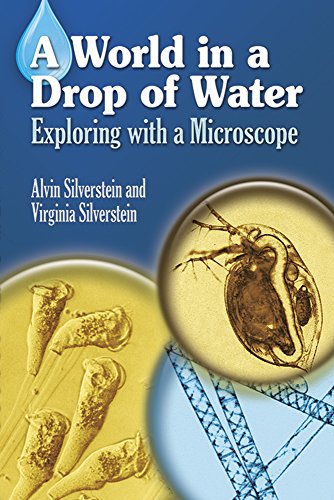 A World in a
Drop of Water
Exploring with a Microscope
Alvin Silverstein and
Virginia Silverstein